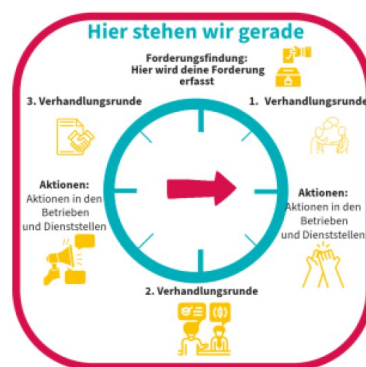 Hier stehen wir gerade
Forderungsfindung:
Hier wird deine Forderung
erfasst
3. Verhandlungsrunde
1. Verhandlungsrunde
Aktionen:
Aktionen in den
Betrieben
und Dienststellen
Aktionen:
Aktionen in den
Betrieben
und Dienststellen
2. Verhandlungsrunde